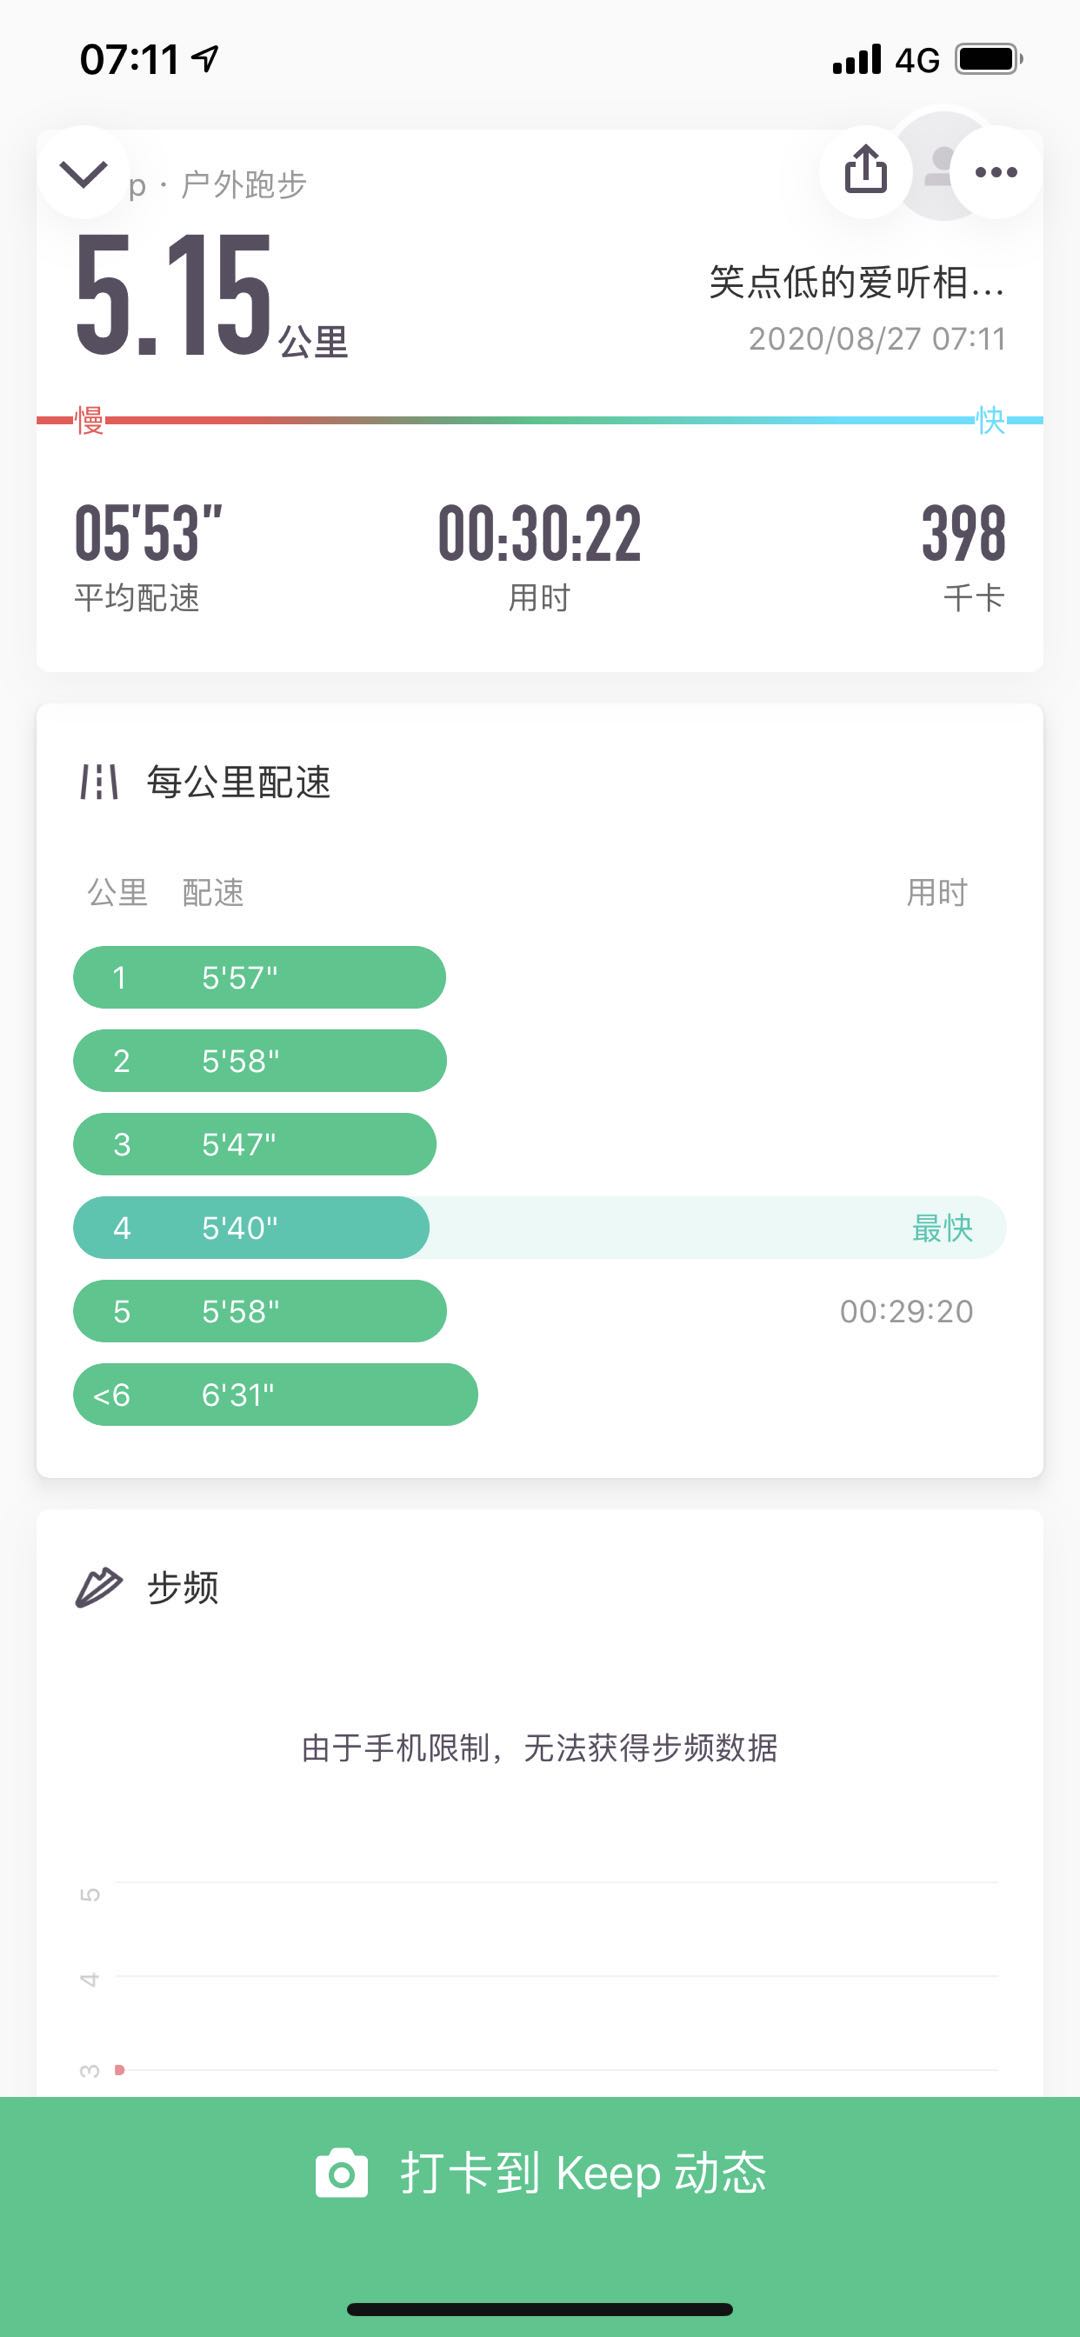 07:11
4G
p · 户外跑步
5.15公里
笑点低的爱听相...
2020/08/27 07:11
慢
快
05'53"
00:30:22
398
平均配速
用时
千卡
每公里配速
公里 配速 用时
1 5'57"
2 5'58"
3 5'47"
4 5'40" 最快
5 5'58" 00:29:20
<6 6'31"
步频
由于手机限制，无法获得步频数据
5
4
3
打卡到 Keep 动态